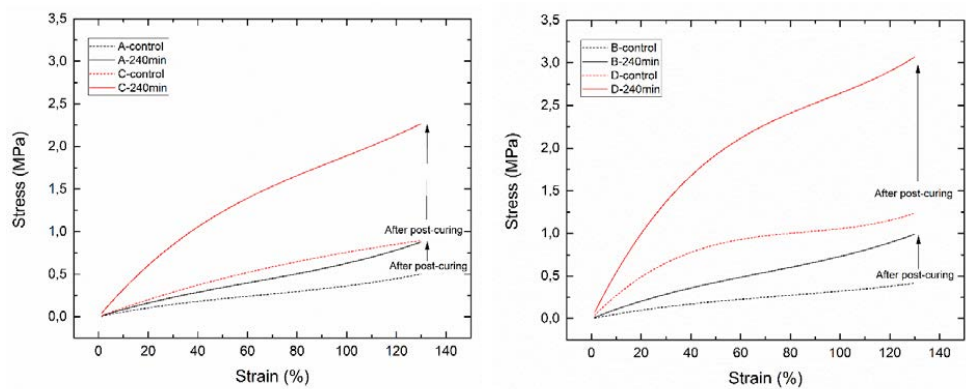 3,5
3,0
2,5
2,0
1,5
1,0
0,5
0,0
Stress (MPa)
A-control
A-240min
C-control
C-240min
After post-curing
After post-curing
0 20 40 60 80 100 120 140
Strain (%)
3,5
3,0
2,5
2,0
1,5
1,0
0,5
0,0
Stress (MPa)
B-control
B-240min
D-control
D-240min
After post-curing
After post-curing
0 20 40 60 80 100 120 140
Strain (%)